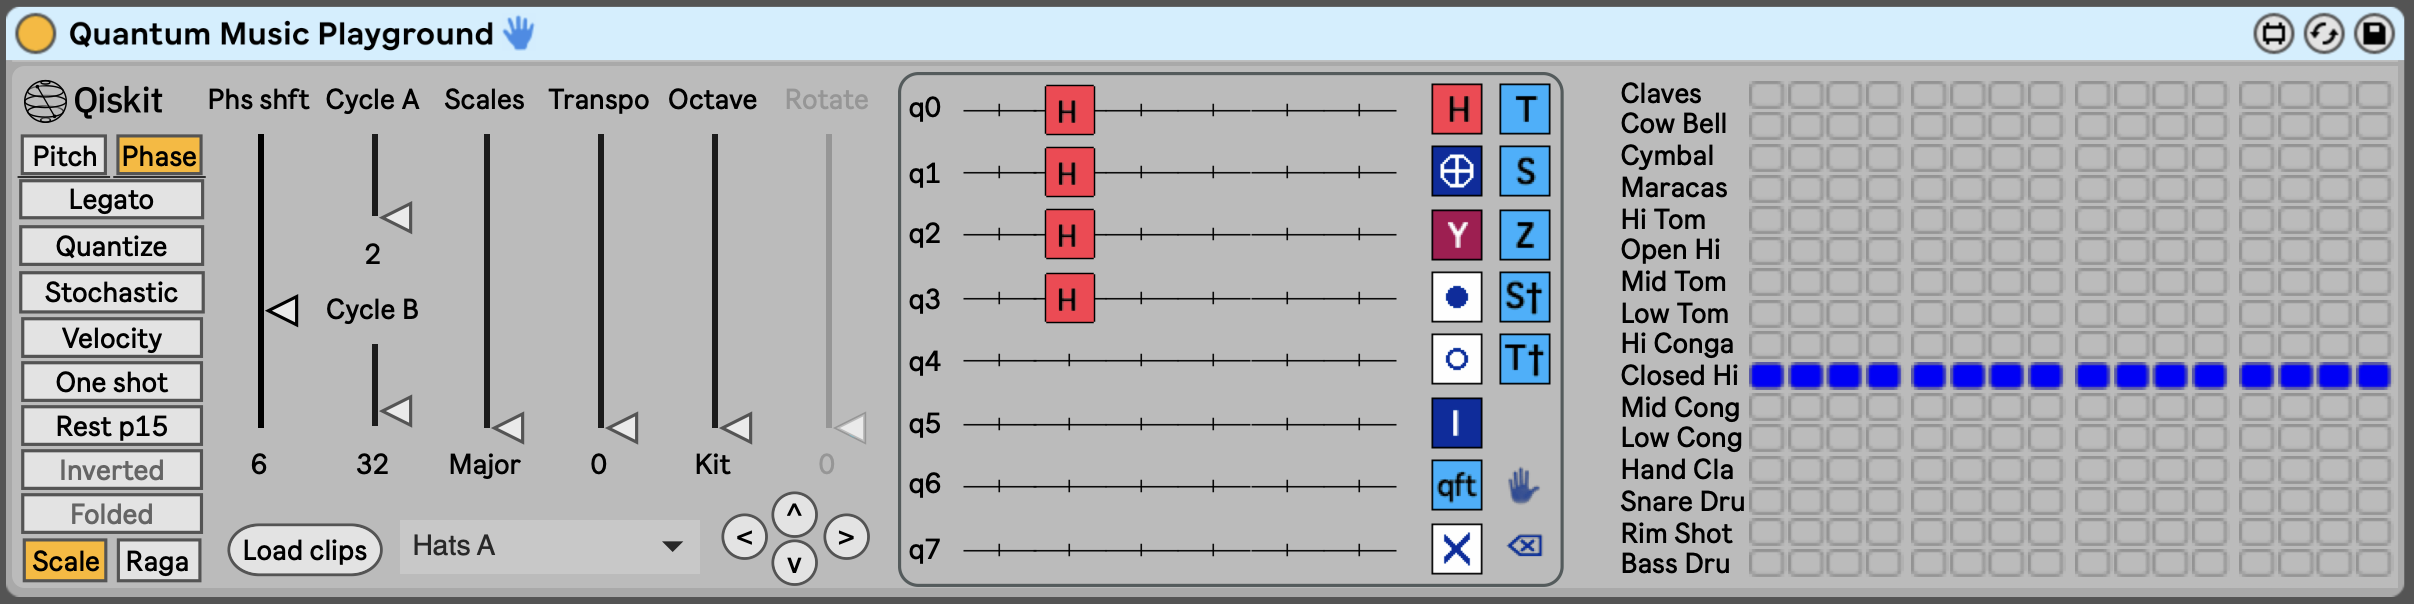 Quantum Music Playground
Qiskit
Phs shft Cycle A Scales Transpo Octave Rotate
Pitch Phase
Legato
Quantize
Stochastic
Velocity
One shot
Rest p15
Inverted
Folded
Scale Raga
2
Cycle B
6 32 Major 0 Kit 0
Load clips Hats A < ^ v >
q0 H
q1 H
q2 H
q3 H
q4
q5
q6
q7
H T
S
Y Z
S†
T†
I
qft
Claves
Cow Bell
Cymbal
Maracas
Hi Tom
Open Hi
Mid Tom
Low Tom
Hi Conga
Closed Hi
Mid Cong
Low Cong
Hand Cla
Snare Dru
Rim Shot
Bass Dru